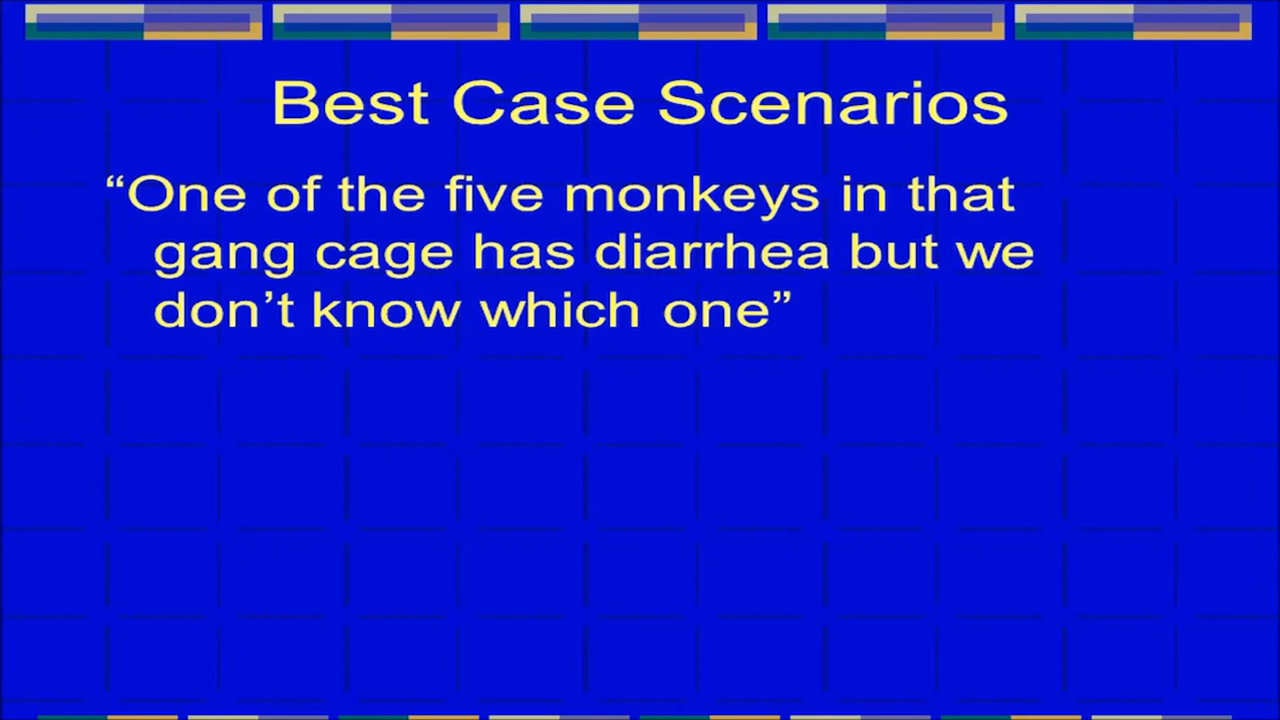 Best Case Scenarios
“One of the five monkeys in that
gang cage has diarrhea but we
don’t know which one”